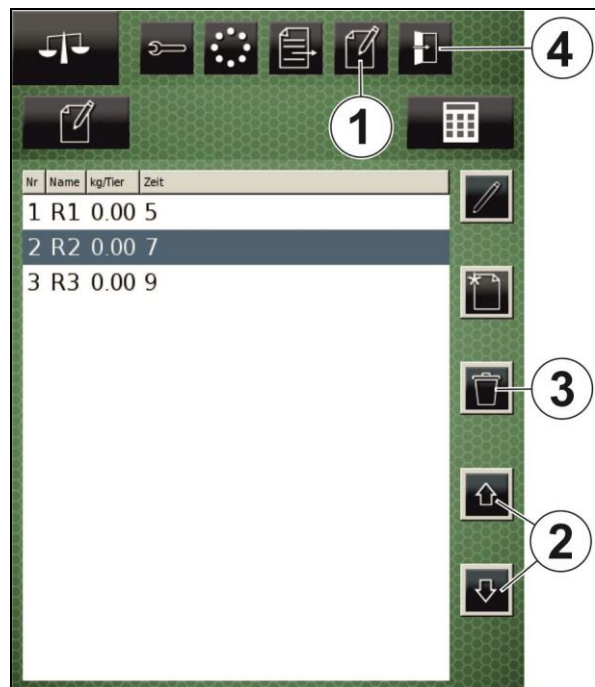 4
1
Nr Name kg/Tier Zeit
1 R1 0.00 5
2 R2 0.00 7
3 R3 0.00 9
3
2